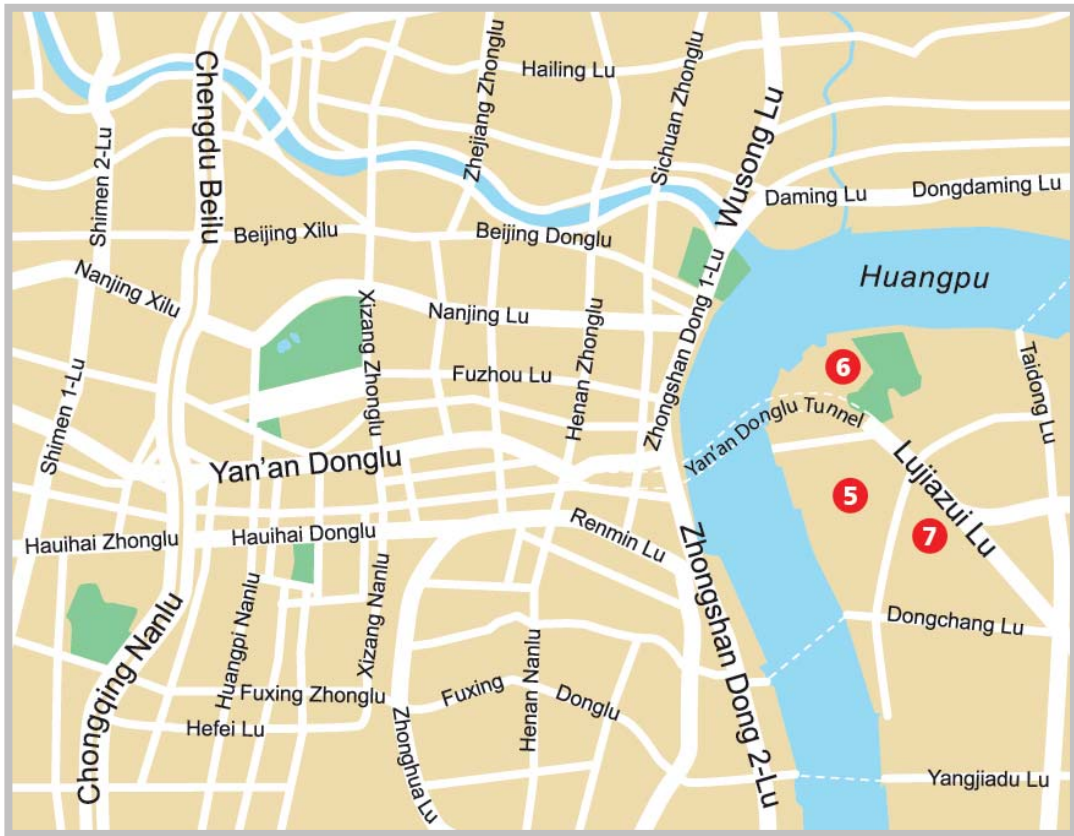 Hailing Lu
Chengdu Beilu
Zhejiang Zhonglu
Sichuan Zhonglu
Wusong Lu
Shimen 2-Lu
Daming Lu
Dongdaming Lu
Beijing Xilu
Beijing Donglu
Nanjing Xilu
Huangpu
Xizang Zhonglu
Nanjing Lu
Henan Zhonglu
Zhongshan Dong 1-Lu
Fuzhou Lu
6
Taidong Lu
Shimen 1-Lu
Yan'an Donglu
Yan'an Donglu Tunnel
5
Lujiazui Lu
7
Hauihai Zhonglu
Hauihai Donglu
Renmin Lu
Zhongshan Dong 2-Lu
Chongqing Nanlu
Huangpi Nanlu
Xizang Nanlu
Dongchang Lu
Fuxing Zhonglu
Fuxing Donglu
Henan Nanlu
Hefei Lu
Zhonghua Lu
Yangjiadu Lu